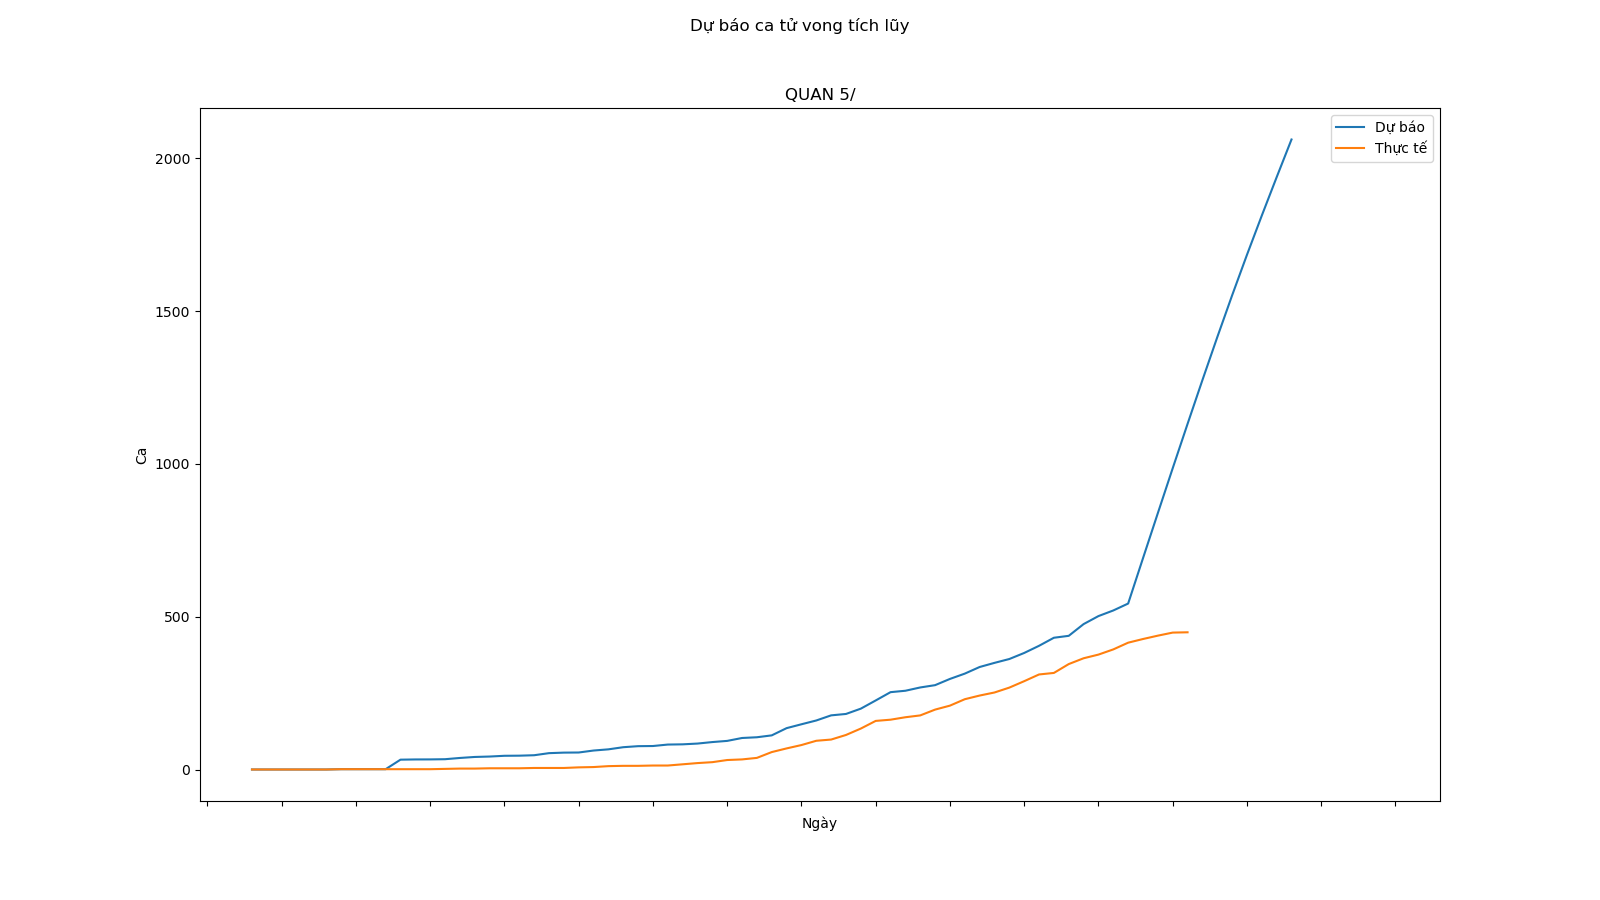 Dự báo ca tử vong tích lũy
QUAN 5/
Dự báo
Thực tế
2000
1500
1000
500
0
Ca
Ngày